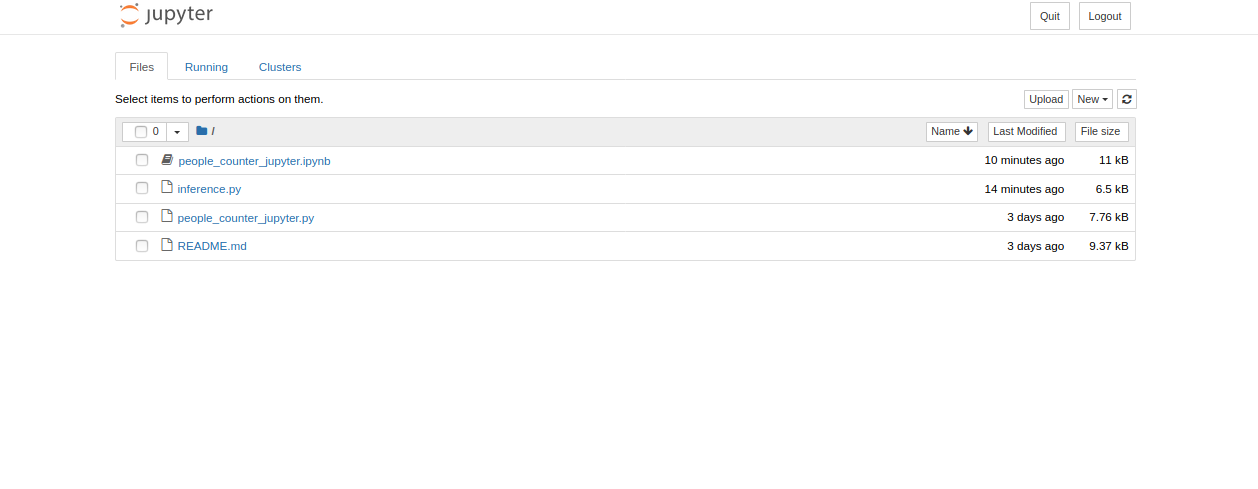 jupyter Quit Logout
Files Running Clusters
Select items to perform actions on them. Upload New
0 / Name Last Modified File size
people_counter_jupyter.ipynb 10 minutes ago 11 kB
inference.py 14 minutes ago 6.5 kB
people_counter_jupyter.py 3 days ago 7.76 kB
README.md 3 days ago 9.37 kB